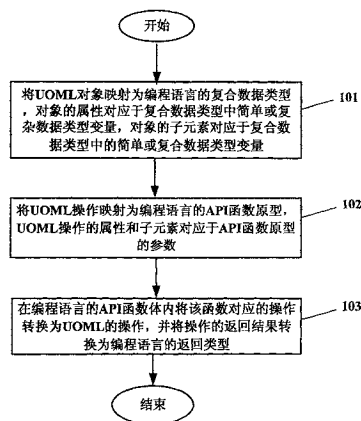 开始
将UOML对象映射为编程语言的复合数据类型
，对象的属性对应于复合数据类型中简单或复
杂数据类型变量，对象的子元素对应于复合数
据类型中的简单或复合数据类型变量
101
将UOML操作映射为编程语言的API函数原型，
UOML操作的属性和子元素对应于API函数原型
的参数
102
在编程语言的API函数体内将该函数对应的操作
转换为UOML的操作，并将操作的返回结果转
换为编程语言的返回类型
103
结束